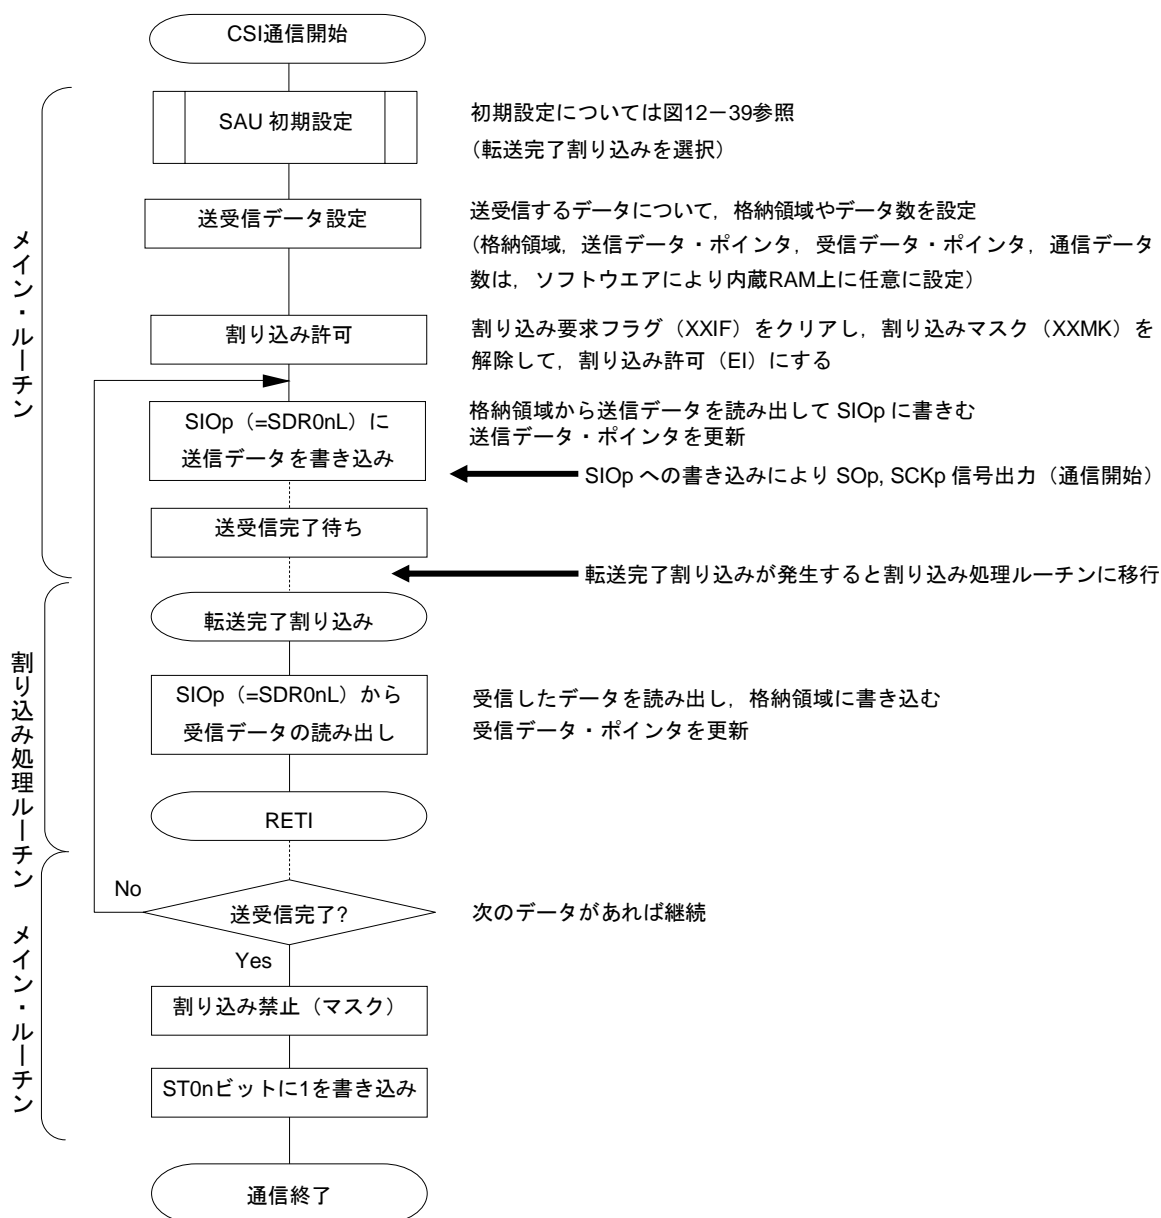 CSI通信開始
SAU 初期設定
初期設定については図12－39参照
（転送完了割り込みを選択）
送受信データ設定
送受信するデータについて，格納領域やデータ数を設定
（格納領域，送信データ・ポインタ，受信データ・ポインタ，通信データ
数は，ソフトウエアにより内蔵RAM上に任意に設定）
メイン・ルーチン
割り込み許可
割り込み要求フラグ（XXIF）をクリアし，割り込みマスク（XXMK）を
解除して，割り込み許可（EI）にする
SIOp（=SDR0nL）に
送信データを書き込み
格納領域から送信データを読み出して SIOp に書きむ
送信データ・ポインタを更新
SIOp への書き込みにより SOp, SCKp 信号出力（通信開始）
送受信完了待ち
転送完了割り込みが発生すると割り込み処理ルーチンに移行
転送完了割り込み
割り込み処理ルーチン
SIOp（=SDR0nL）から
受信データの読み出し
受信したデータを読み出し，格納領域に書き込む
受信データ・ポインタを更新
RETI
No
送受信完了?
次のデータがあれば継続
Yes
メイン・ルーチン
割り込み禁止（マスク）
ST0nビットに1を書き込み
通信終了